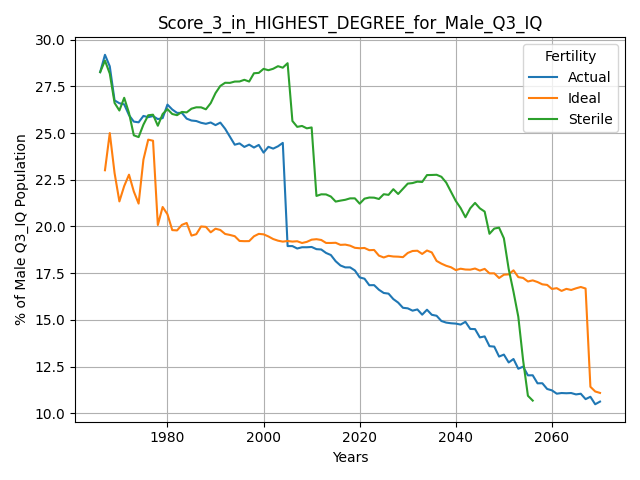 Score_3_in_HIGHEST_DEGREE_for_Male_Q3_IQ
% of Male Q3_IQ Population
30.0
27.5
25.0
22.5
20.0
17.5
15.0
12.5
10.0
Fertility
Actual
Ideal
Sterile
1980
2000
2020
2040
2060
Years